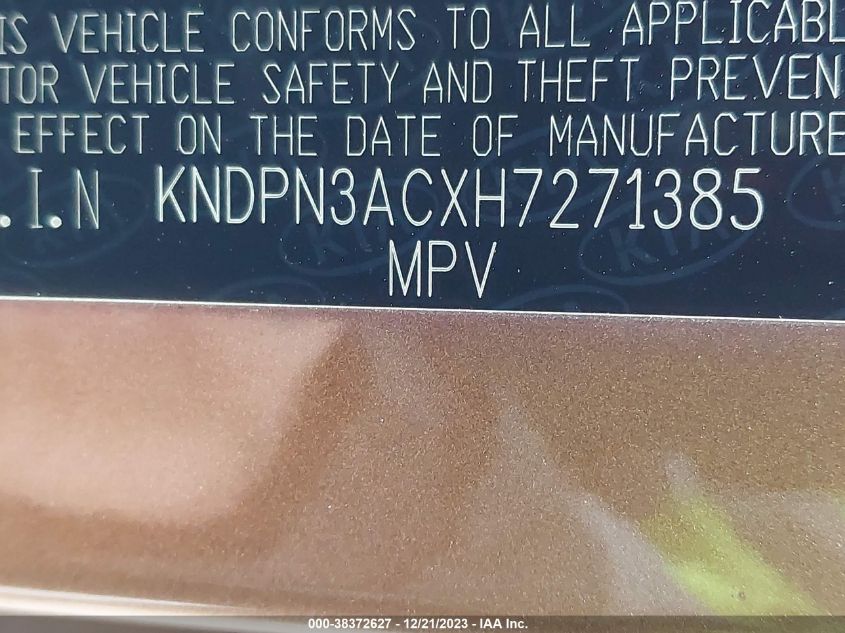 IS VEHICLE CONFORMS TO ALL APPLICABL
TOR VEHICLE SAFETY AND THEFT PREVEN
EFFECT ON THE DATE OF MANUFACTURE
.I.N KNDPN3ACXH7271385
MPV
000-38372627 - 12/21/2023 - IAA Inc.